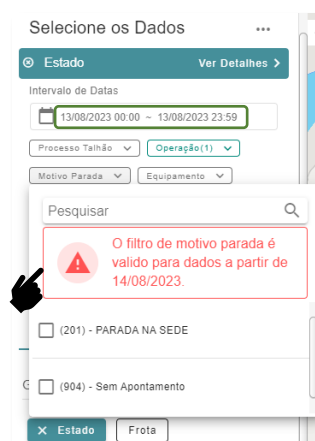 Selecione os Dados
Estado
Ver Detalhes
Intervalo de Datas
13/08/2023 00:00 ~ 13/08/2023 23:59
Processo Talhão
Operação(1)
Motivo Parada
Equipamento
Pesquisar
O filtro de motivo parada é
valido para dados a partir de
14/08/2023.
(201) - PARADA NA SEDE
(904) - Sem Apontamento
Estado
Frota